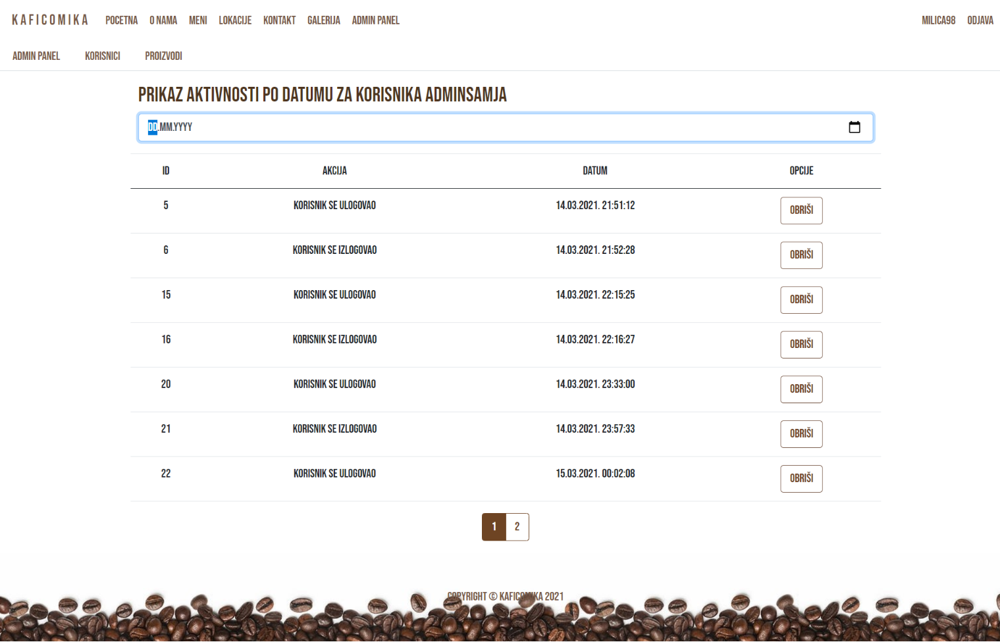 KAFICOMIKA POCETNA O NAMA MENI LOKACIJE KONTAKT GALERIJA ADMIN PANEL MILICA98 ODJAVA
ADMIN PANEL KORISNICI PROIZVODI
PRIKAZ AKTIVNOSTI PO DATUMU ZA KORISNIKA ADMINSAMJA
DD.MM.YYYY
ID AKCIJA DATUM OPCIJE
5 KORISNIK SE ULOGOVAO 14.03.2021. 21:51:12 OBRIŠI
6 KORISNIK SE IZLOGOVAO 14.03.2021. 21:52:28 OBRIŠI
15 KORISNIK SE ULOGOVAO 14.03.2021. 22:15:25 OBRIŠI
16 KORISNIK SE IZLOGOVAO 14.03.2021. 22:16:27 OBRIŠI
20 KORISNIK SE ULOGOVAO 14.03.2021. 23:33:00 OBRIŠI
21 KORISNIK SE IZLOGOVAO 14.03.2021. 23:57:33 OBRIŠI
22 KORISNIK SE ULOGOVAO 15.03.2021. 00:02:08 OBRIŠI
1 2
COPYRIGHT © KAFICOMIKA 2021